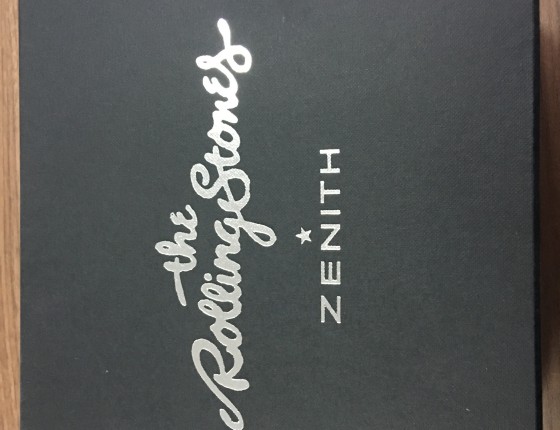 the
Rolling Stones
ZENITH